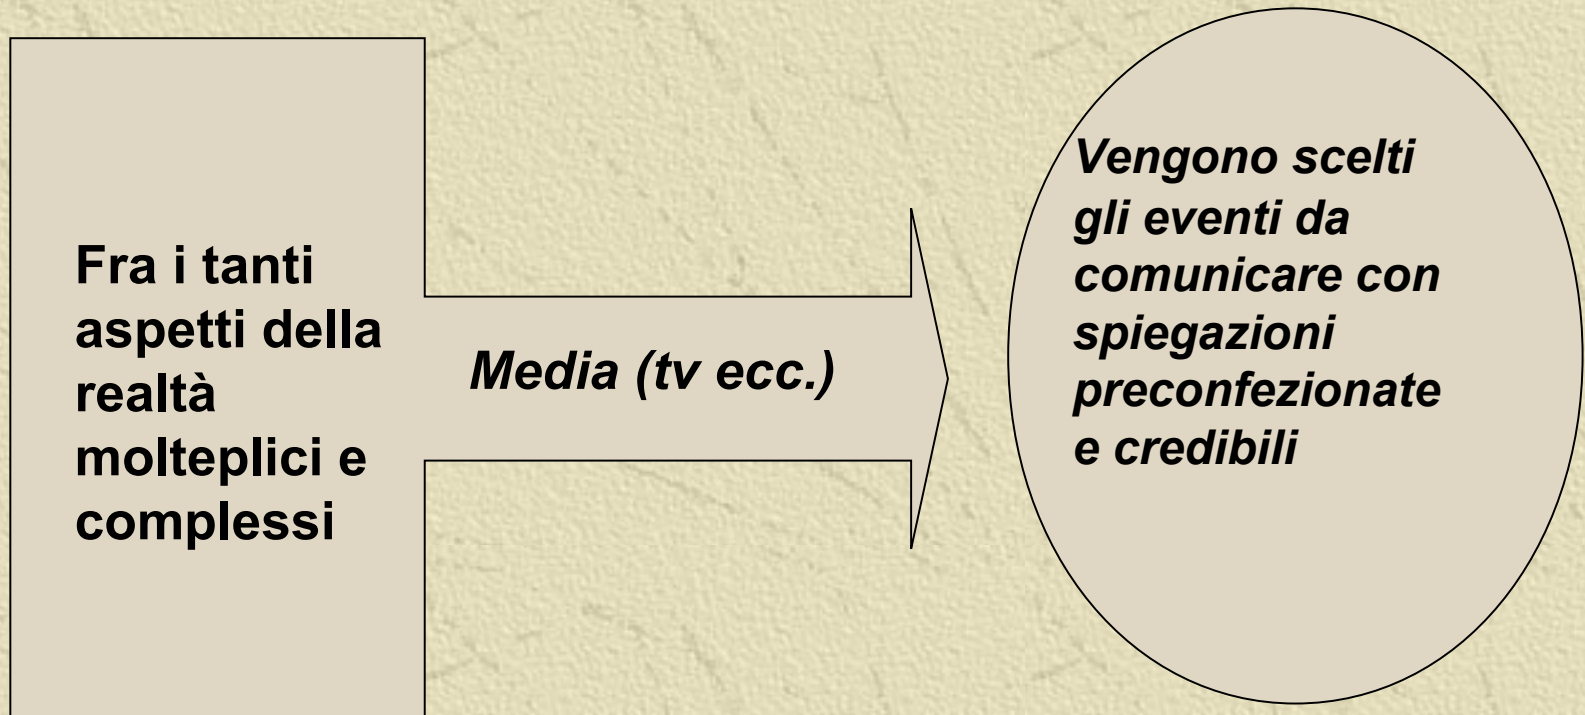 Fra i tanti
aspetti della
realtà
molteplici e
complessi
Media (tv ecc.)
Vengono scelti
gli eventi da
comunicare con
spiegazioni
preconfezionate
e credibili